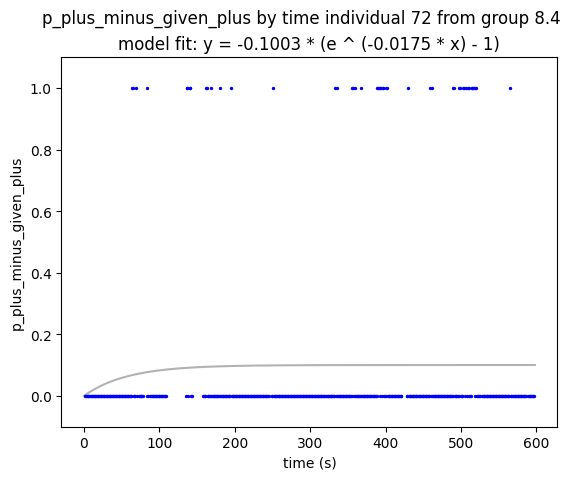 p_plus_minus_given_plus by time individual 72 from group 8.4
model fit: y = -0.1003 * (e ^ (-0.0175 * x) - 1)
1.0
0.8
0.6
0.4
0.2
0.0
p_plus_minus_given_plus
0 100 200 300 400 500 600
time (s)